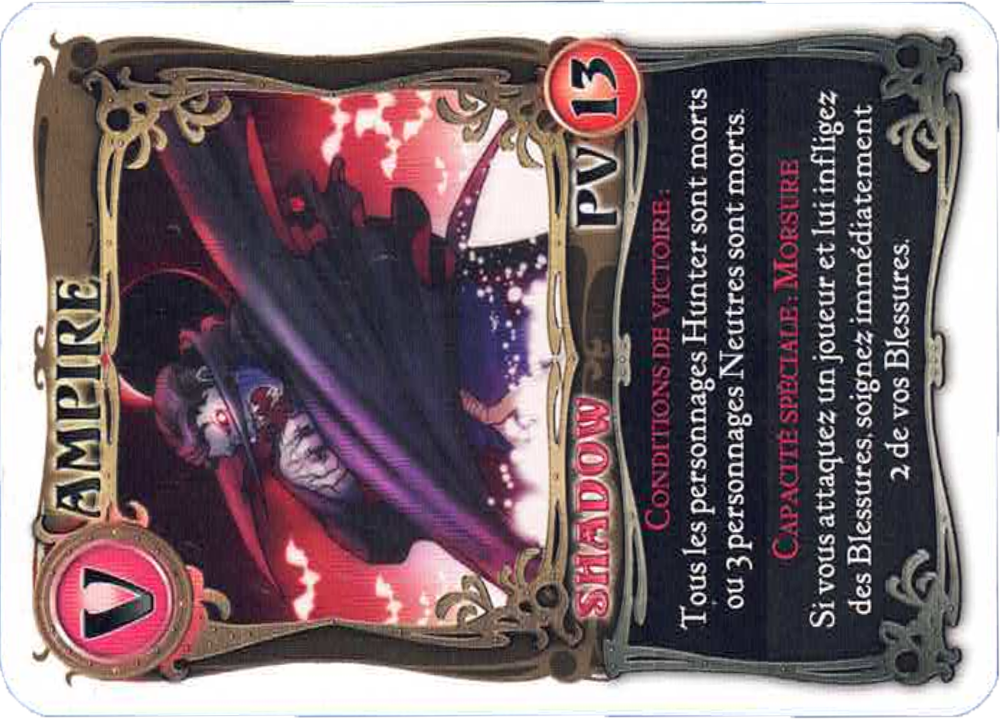 VAMPIRE
SHADOW PV 13
CONDITIONS DE VICTOIRE :
Tous les personnages Hunter sont morts
ou 3 personnages Neutres sont morts.
CAPACITÉ SPÉCIALE : MORSURE
Si vous attaquez un joueur et lui infligez
des Blessures, soignez immédiatement
2 de vos Blessures.